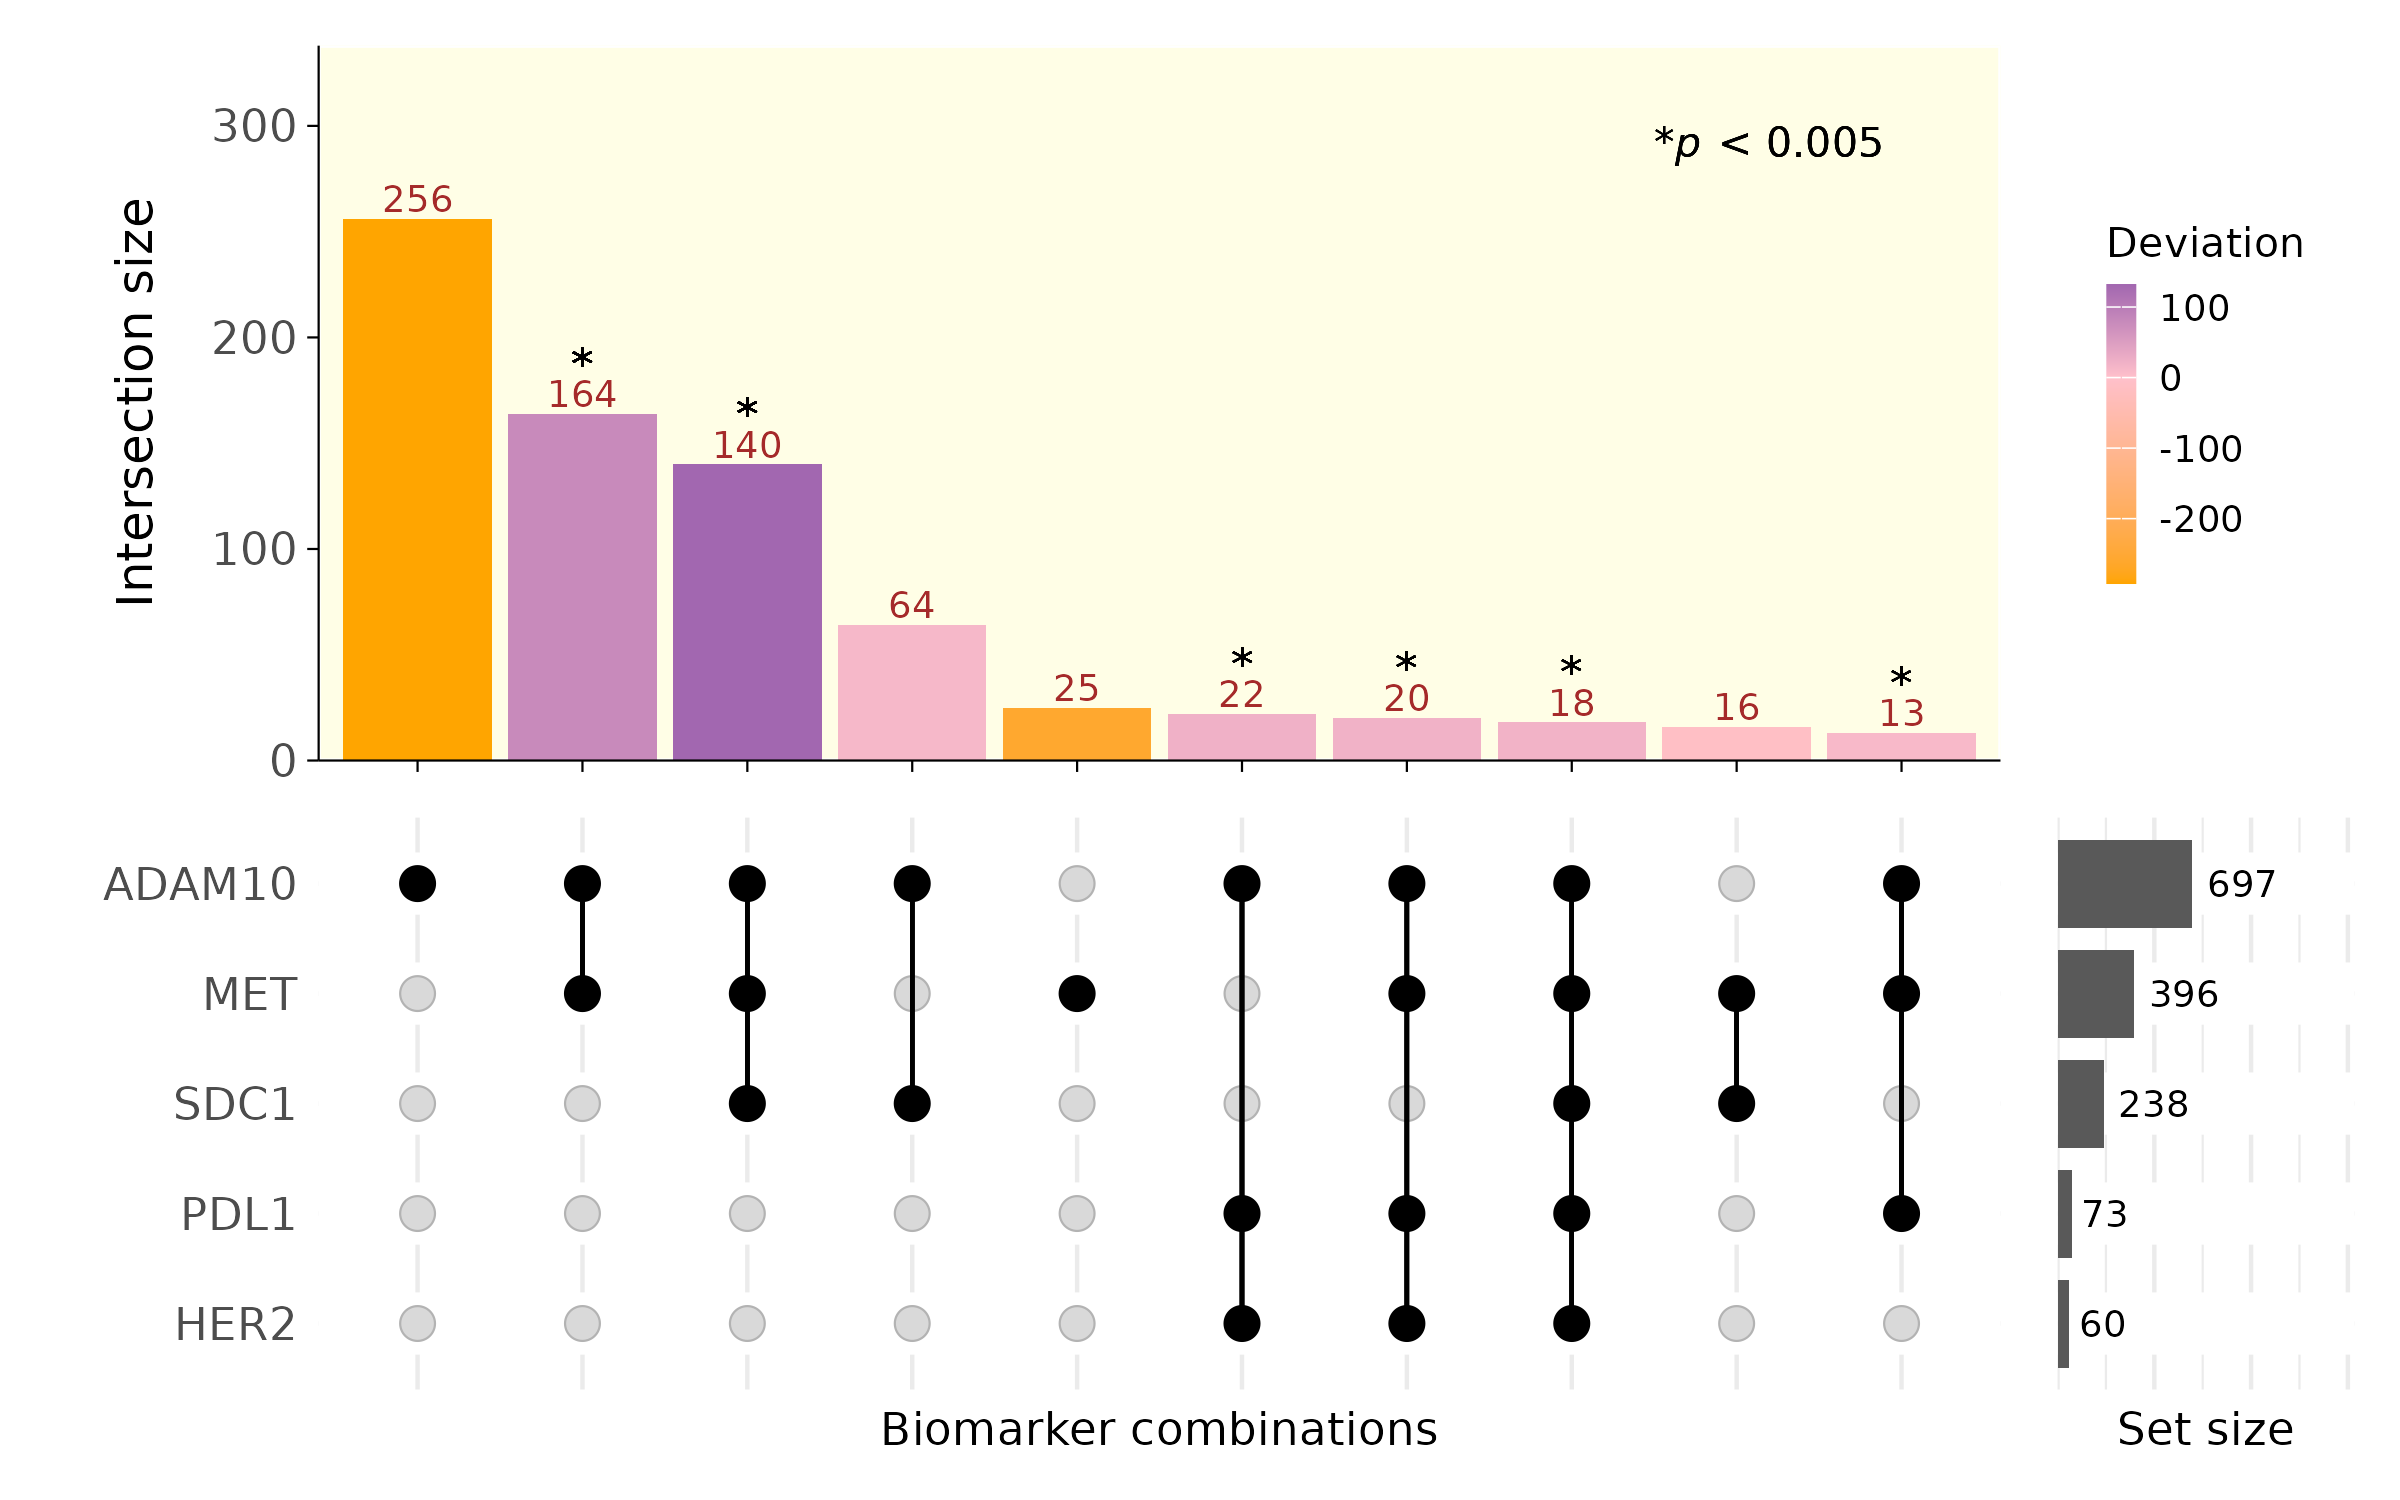 Intersection size
300
200
100
0
*p < 0.005
256
*
164
*
140
64
25
*
22
*
20
*
18
16
*
13
Deviation
100
0
-100
-200
ADAM10
697
MET
396
SDC1
238
PDL1
73
HER2
60
Biomarker combinations
Set size